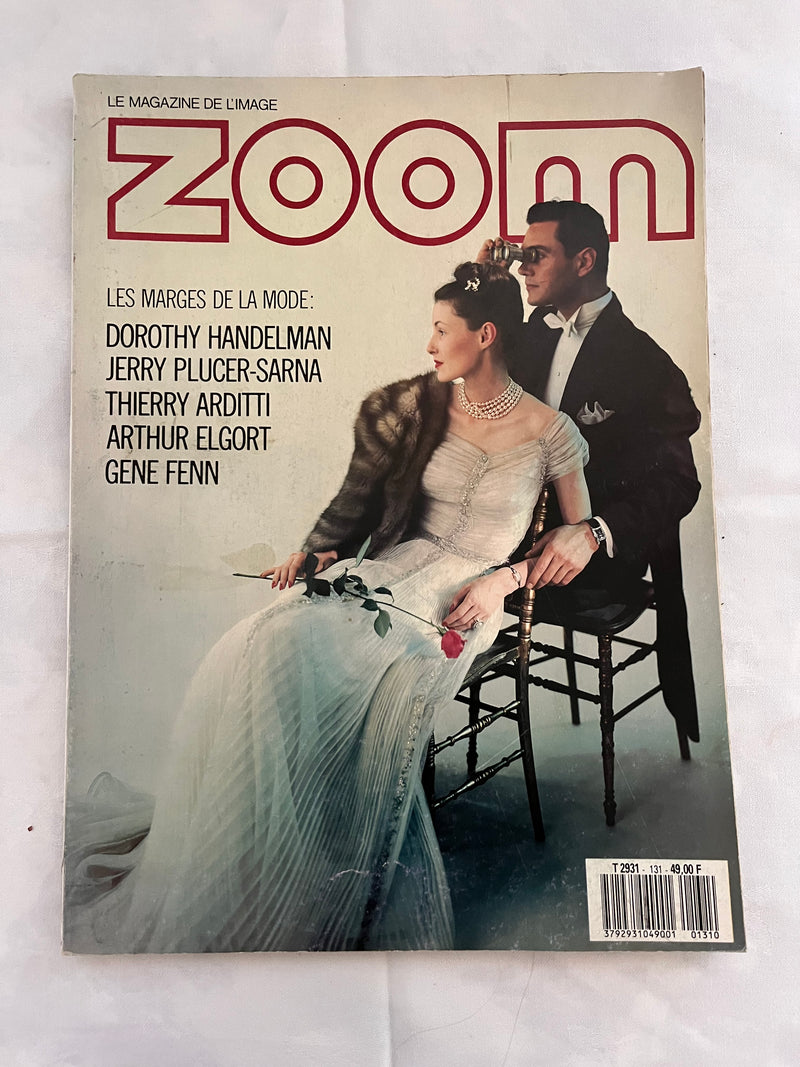 LE MAGAZINE DE L'IMAGE
ZOOM
LES MARGES DE LA MODE:
DOROTHY HANDELMAN
JERRY PLUCER-SARNA
THIERRY ARDITTI
ARTHUR ELGORT
GENE FENN
T 2931 - 131 - 49,00 F
3792931049001 01310